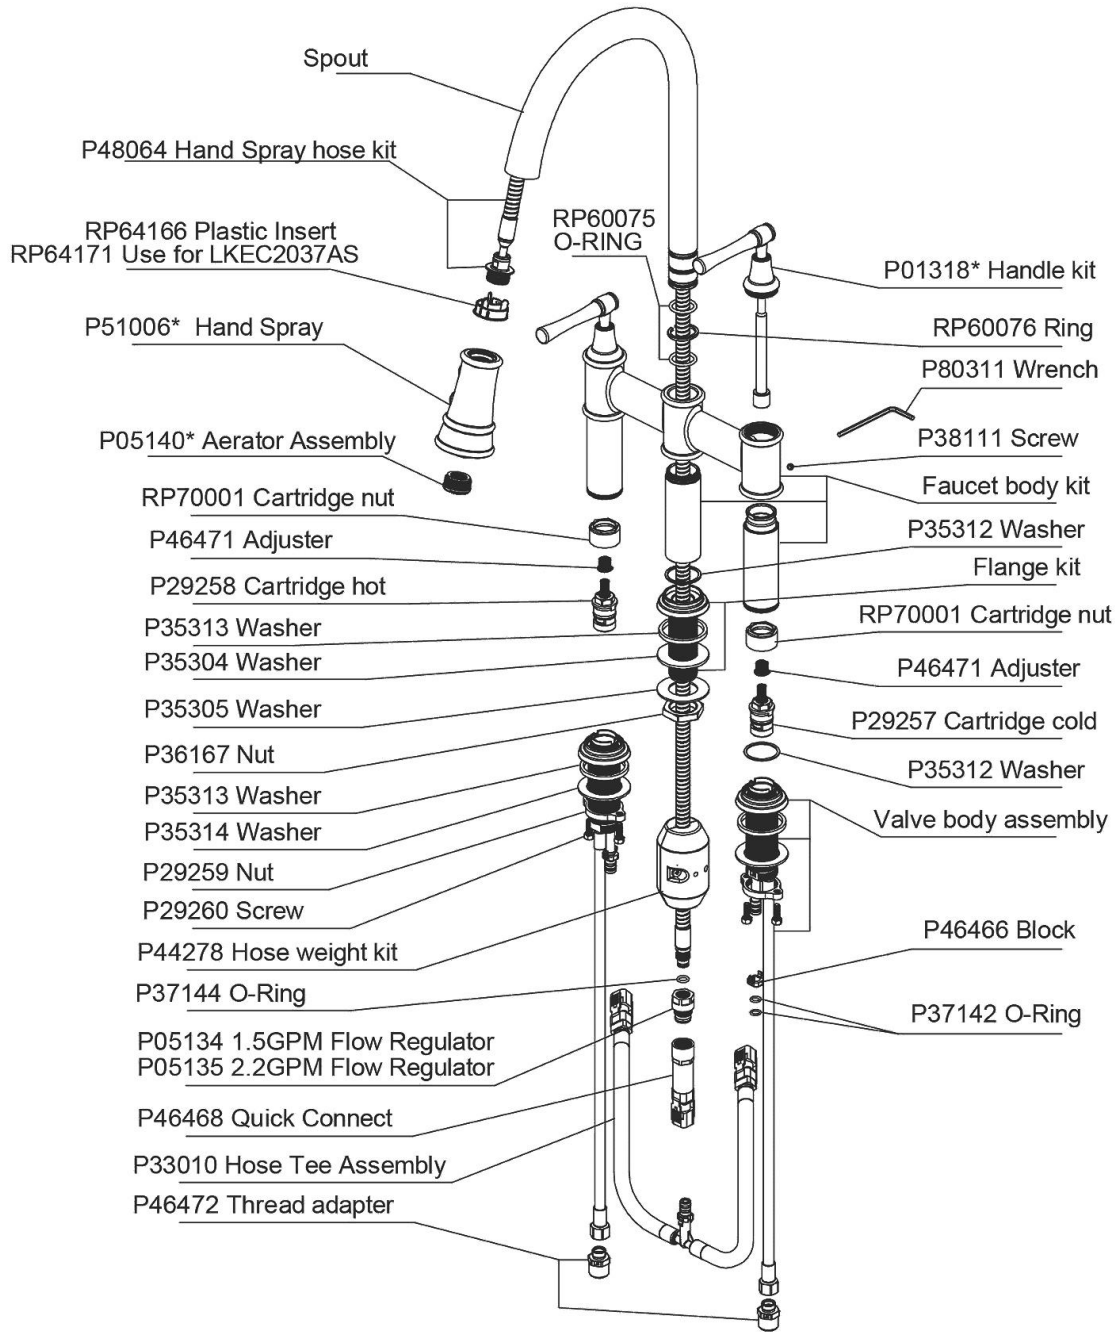 Spout
P48064 Hand Spray hose kit
RP64166 Plastic Insert
RP64171 Use for LKEC2037AS
P51006*  Hand Spray
P05140* Aerator Assembly
RP70001 Cartridge nut
P46471 Adjuster
P29258 Cartridge hot
P35313 Washer
P35304 Washer
P35305 Washer
P36167 Nut
P35313 Washer
P35314 Washer
P29259 Nut
P29260 Screw
P44278 Hose weight kit
P37144 O-Ring
P05134 1.5GPM Flow Regulator
P05135 2.2GPM Flow Regulator
P46468 Quick Connect
P33010 Hose Tee Assembly
P46472 Thread adapter
RP60075
O-RING
P01318* Handle kit
RP60076 Ring
P80311 Wrench
P38111 Screw
Faucet body kit
P35312 Washer
Flange kit
RP70001 Cartridge nut
P46471 Adjuster
P29257 Cartridge cold
P35312 Washer
Valve body assembly
P46466 Block
P37142 O-Ring